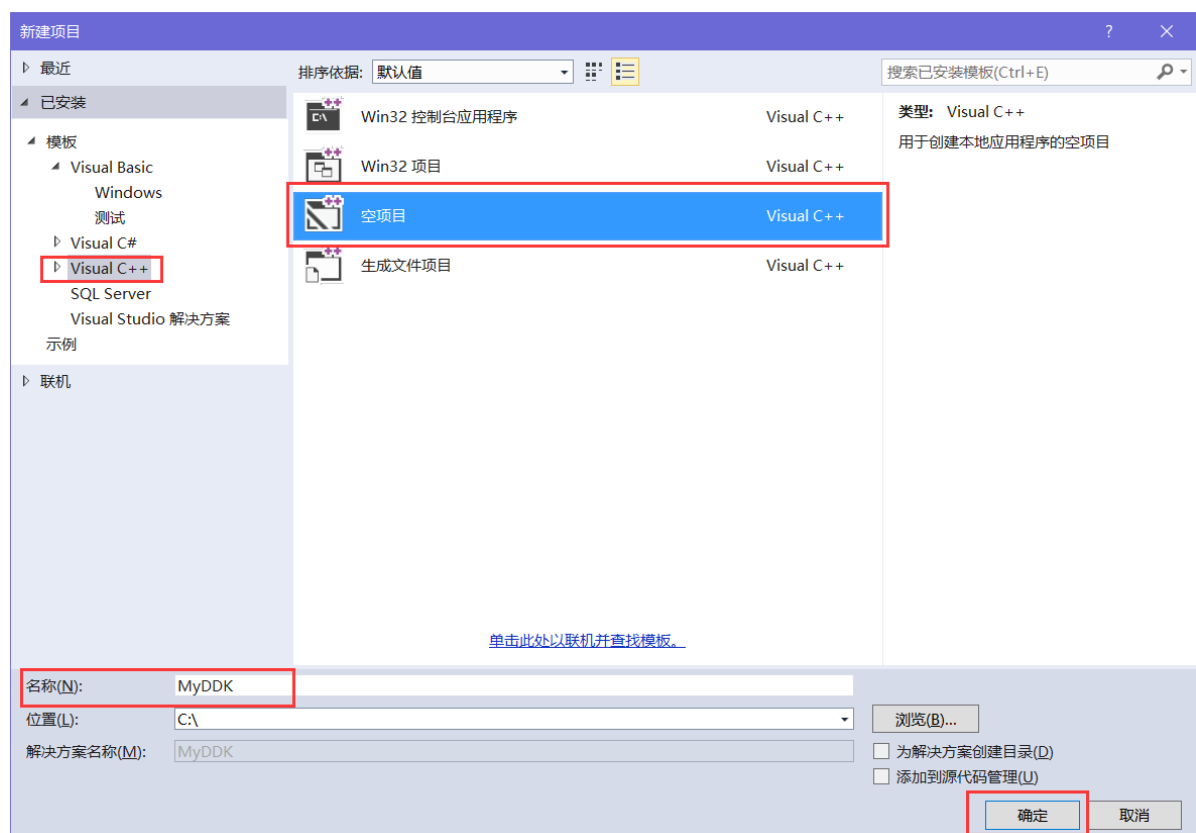 新建项目
?
最近
已安装
模板
Visual Basic
Windows
测试
Visual C#
Visual C++
SQL Server
Visual Studio 解决方案
示例
联机
排序依据: 默认值
搜索已安装模板(Ctrl+E)
Win32 控制台应用程序 Visual C++
Win32 项目 Visual C++
空项目 Visual C++
生成文件项目 Visual C++
单击此处以联机并查找模板。
类型: Visual C++
用于创建本地应用程序的空项目
名称(N): MyDDK
位置(L): C:\
浏览(B)...
解决方案名称(M): MyDDK
为解决方案创建目录(D)
添加到源代码管理(U)
确定 取消